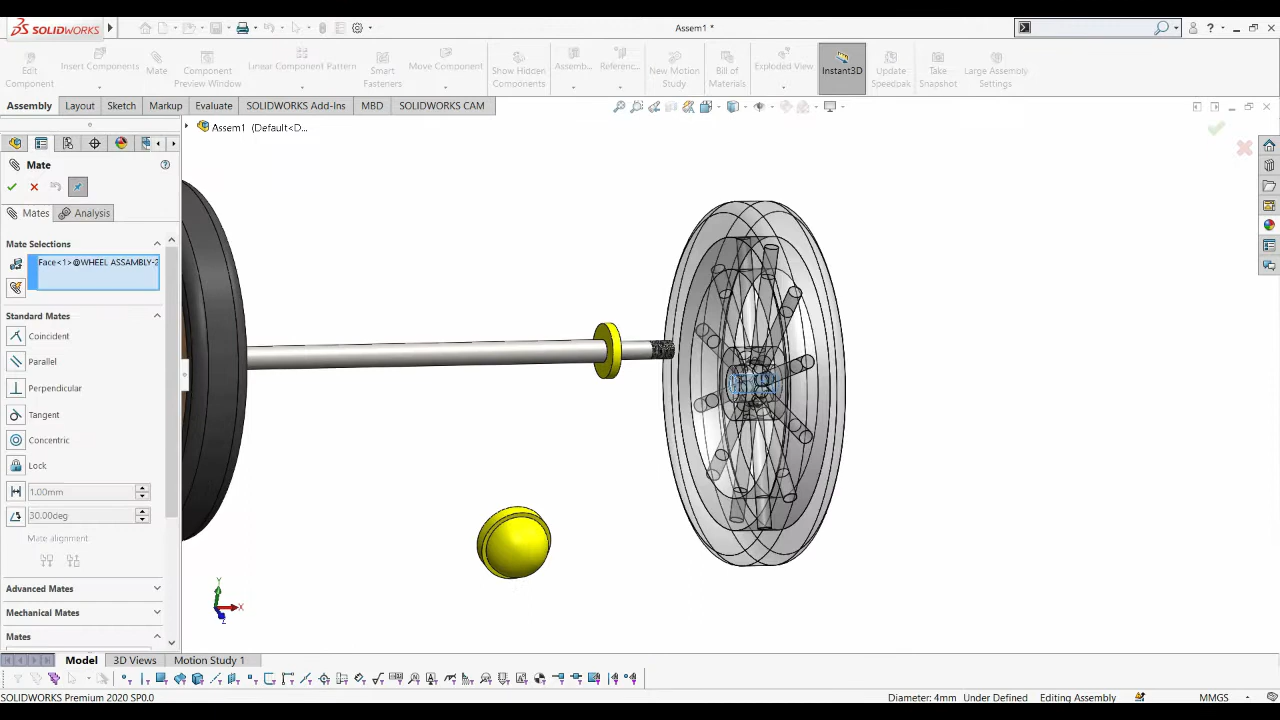 SOLIDWORKS
Assem1 *
Edit Component
Insert Components
Mate
Component Preview Window
Linear Component Pattern
Smart Fasteners
Move Component
Show Hidden Components
Assemb...
Referenc...
New Motion Study
Bill of Materials
Exploded View
Instant3D
Update Speedpak
Take Snapshot
Large Assembly Settings
Assembly Layout Sketch Markup Evaluate SOLIDWORKS Add-Ins MBD SOLIDWORKS CAM
Assem1 (Default<D...
Mate
Mates Analysis
Mate Selections
Face<1>@WHEEL ASSAMBLY-2
Standard Mates
Coincident
Parallel
Perpendicular
Tangent
Concentric
Lock
1.00mm
30.00deg
Mate alignment
Advanced Mates
Mechanical Mates
Mates
Y
X
Z
Model 3D Views Motion Study 1
SOLIDWORKS Premium 2020 SP0.0
Diameter: 4mm Under Defined Editing Assembly MMGS